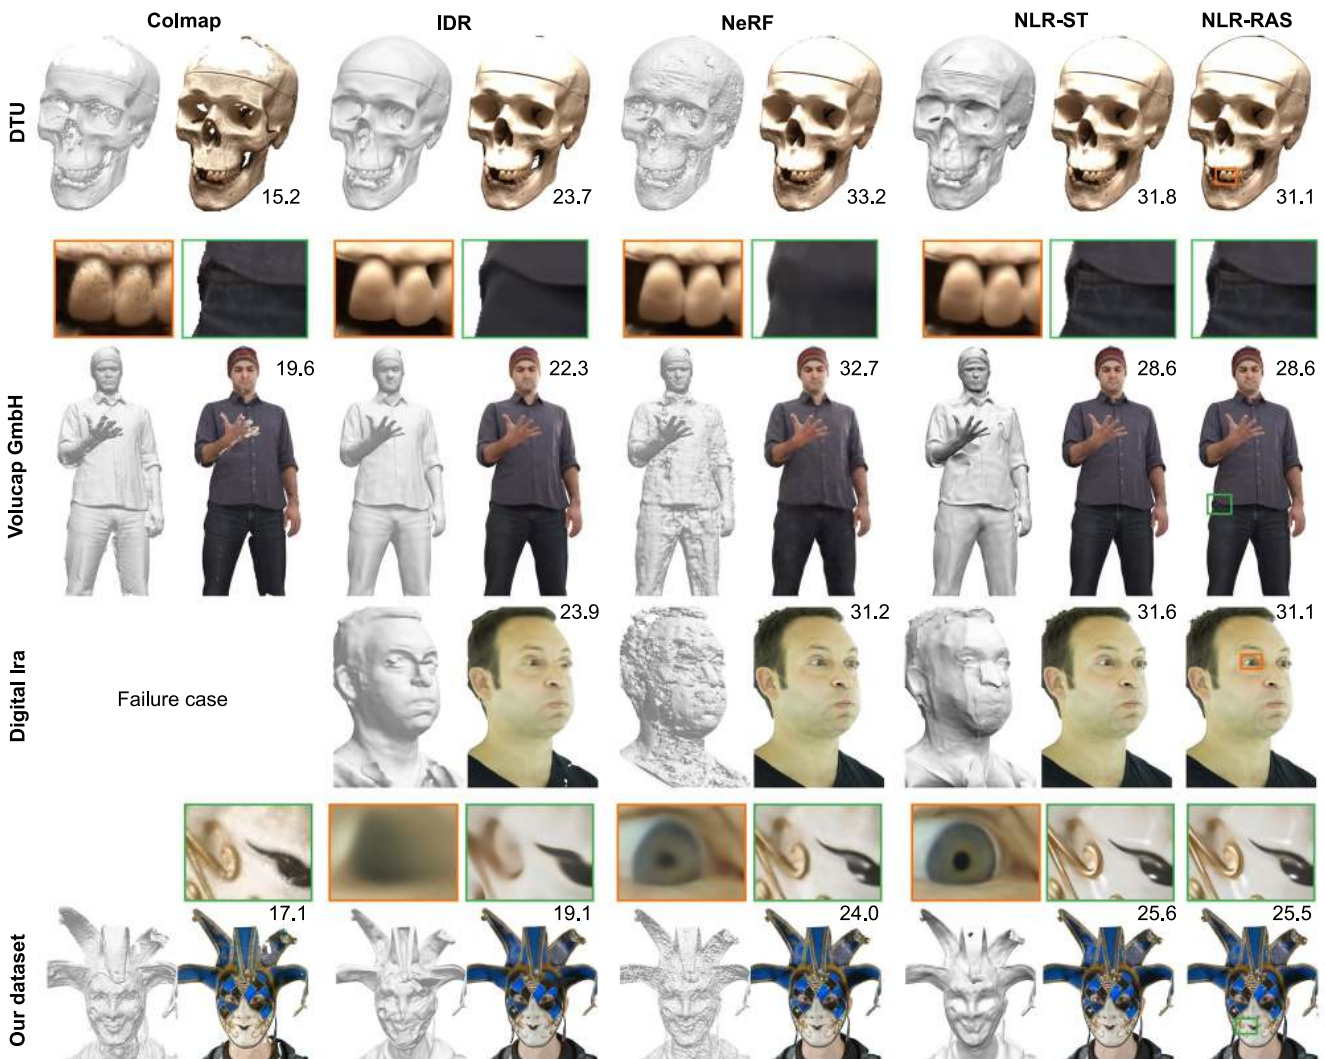 Colmap IDR NeRF NLR-ST NLR-RAS
DTU
15.2 23.7 33.2 31.8 31.1
Volucap GmbH
19.6 22.3 32.7 28.6 28.6
Digital Ira
Failure case
23.9 31.2 31.6 31.1
Our dataset
17.1 19.1 24.0 25.6 25.5